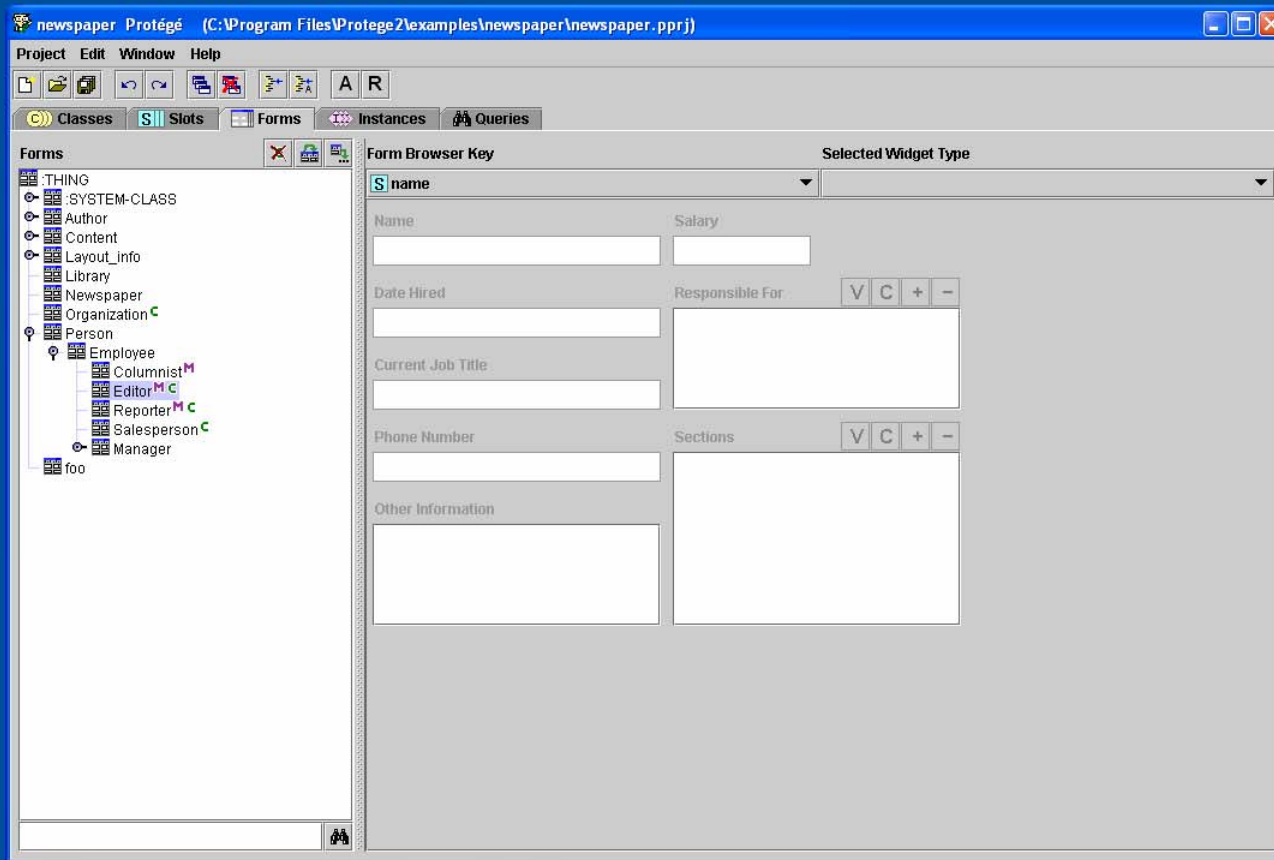 newspaper Protégé (C:\Program Files\Protege2\examples\newspaper\newspaper.pprj)
Project Edit Window Help
A R
C Classes S Slots Forms I Instances Queries
Forms
:THING
:SYSTEM-CLASS
Author
Content
Layout_info
Library
Newspaper
Organization C
Person
Employee
Columnist M
Editor M C
Reporter M C
Salesperson C
Manager
foo
Form Browser Key Selected Widget Type
S name
Name Salary
Date Hired Responsible For V C + −
Current Job Title
Phone Number Sections V C + −
Other Information